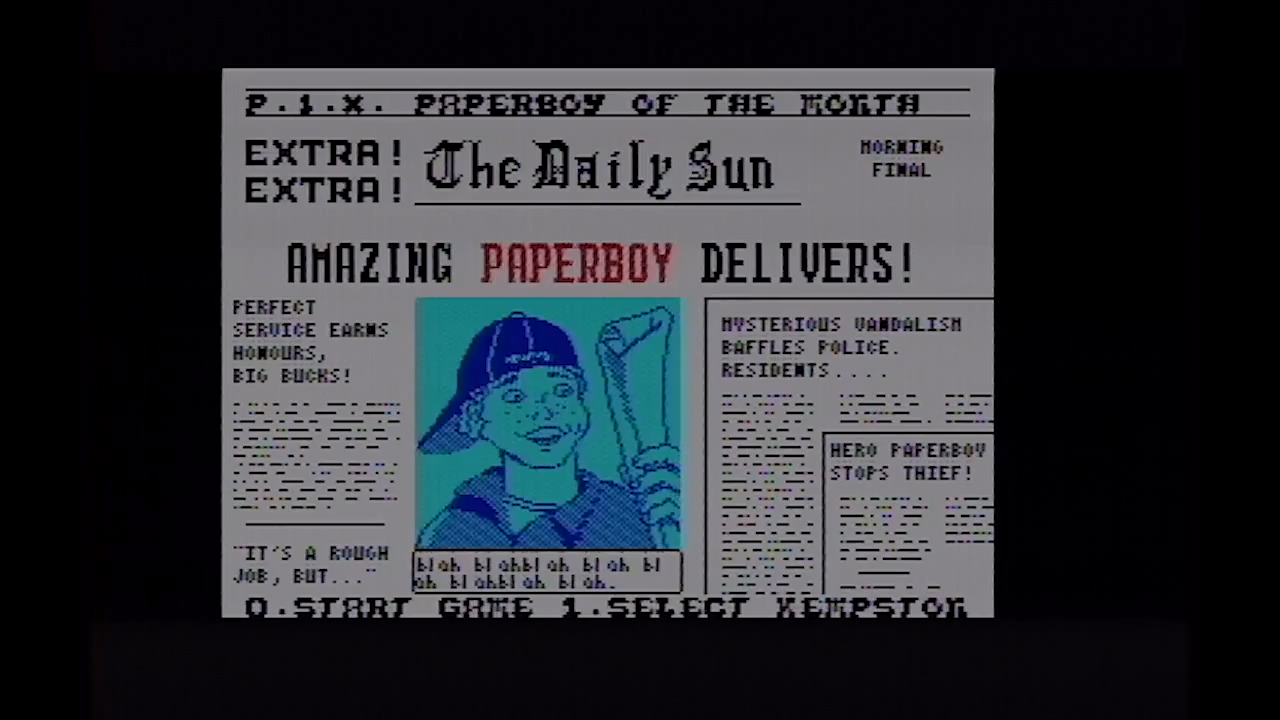 P.i.X. PAPERBOY OF THE MONTH
EXTRA!
EXTRA!
The Daily Sun
MORNING
FINAL
AMAZING PAPERBOY DELIVERS!
PERFECT
SERVICE EARNS
HONOURS,
BIG BUCKS!
"IT'S A ROUGH
JOB, BUT..."
blah blahblah blah bl
ah blahblah blah.
MYSTERIOUS VANDALISM
BAFFLES POLICE.
RESIDENTS....
HERO PAPERBOY
STOPS THIEF!
0.START GAME 1.SELECT KEMPSTON